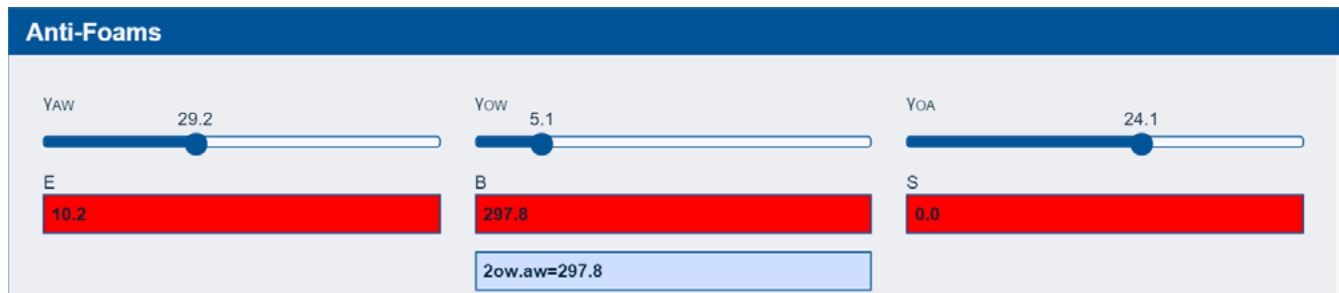 Anti-Foams
γAW
29.2
γOW
5.1
γOA
24.1
E
10.2
B
297.8
S
0.0
2ow.aw=297.8